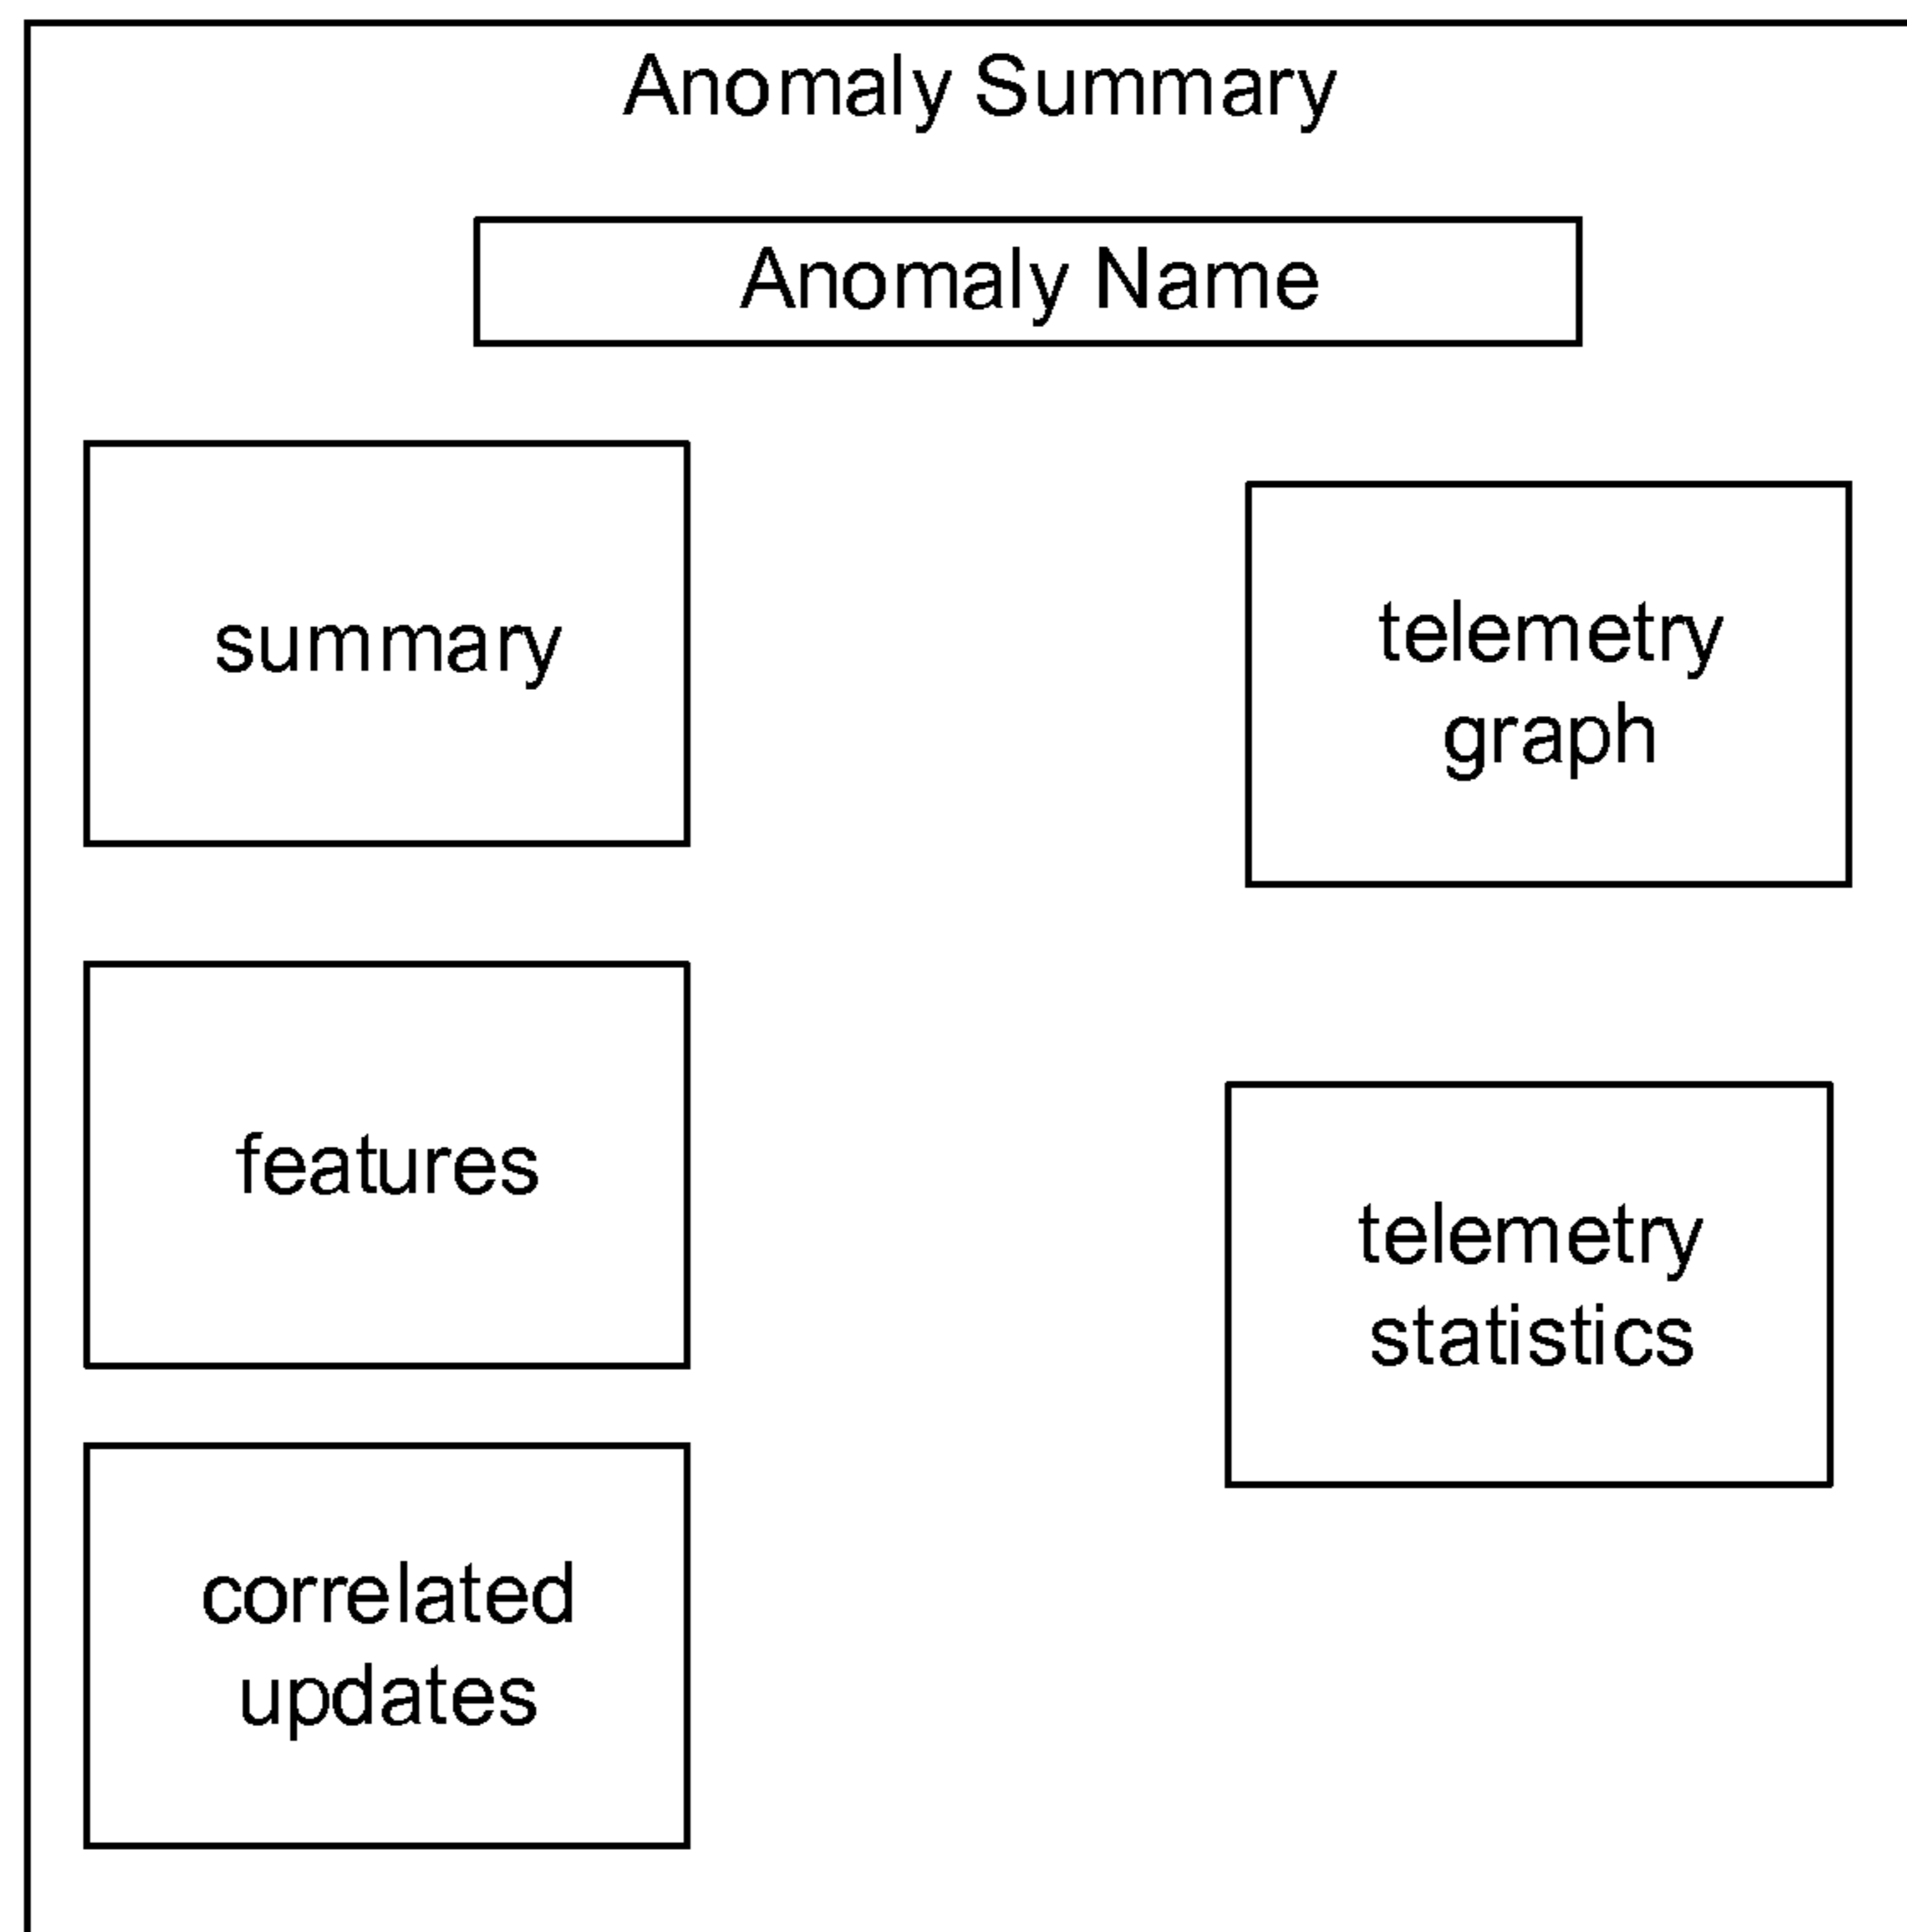 Anomaly Summary
Anomaly Name
summary
features
correlated
updates
telemetry
graph
telemetry
statistics